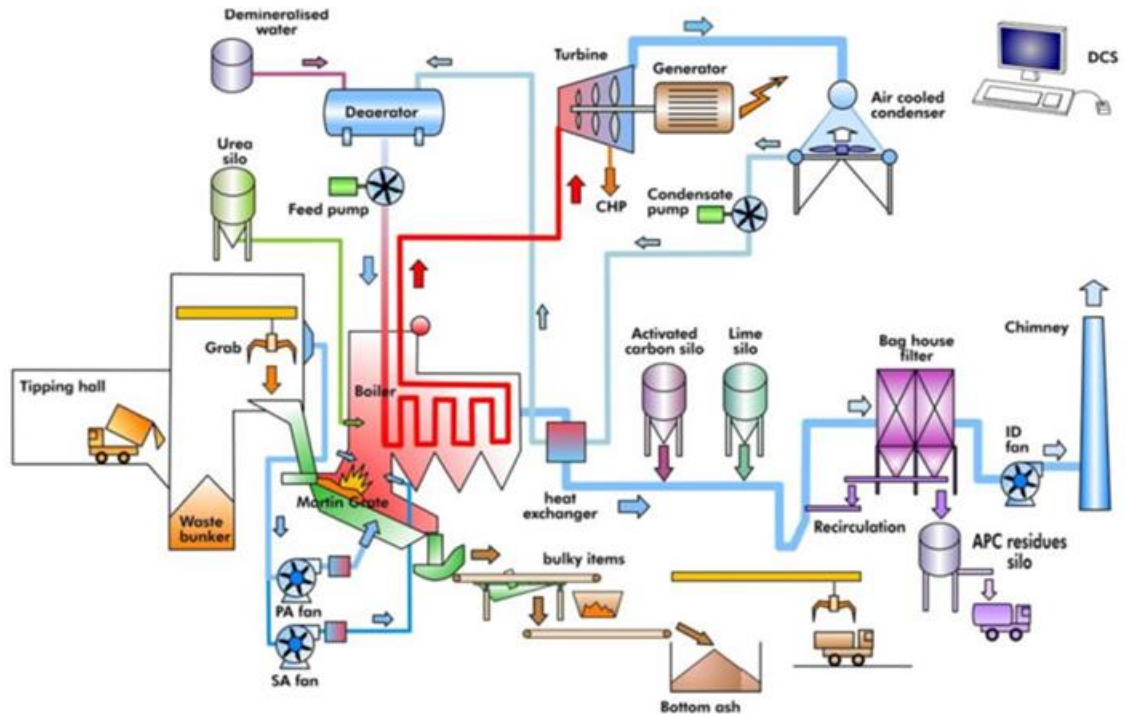 Demineralised
water
Turbine
Generator
DCS
Deaerator
Air cooled
condenser
Urea
silo
Feed pump
CHP
Condensate
pump
Grab
Tipping hall
Boiler
Activated
carbon silo
Lime
silo
Bag house
filter
Chimney
Martin Grate
Waste
bunker
heat
exchanger
ID
fan
Recirculation
APC residues
silo
bulky items
PA fan
SA fan
Bottom ash